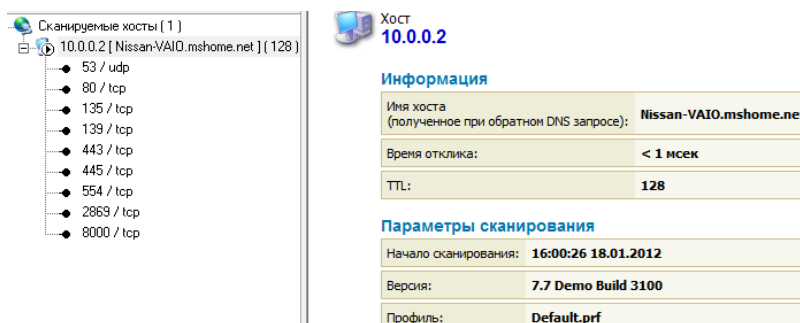 Сканируемые хосты ( 1 )
10.0.0.2 [ Nissan-VAIO.mshome.net ] ( 128 )
53 / udp
80 / tcp
135 / tcp
139 / tcp
443 / tcp
445 / tcp
554 / tcp
2869 / tcp
8000 / tcp
Хост
10.0.0.2
Информация
Имя хоста
(полученное при обратном DNS запросе): Nissan-VAIO.mshome.ne
Время отклика: < 1 мсек
TTL: 128
Параметры сканирования
Начало сканирования: 16:00:26 18.01.2012
Версия: 7.7 Demo Build 3100
Профиль: Default.prf